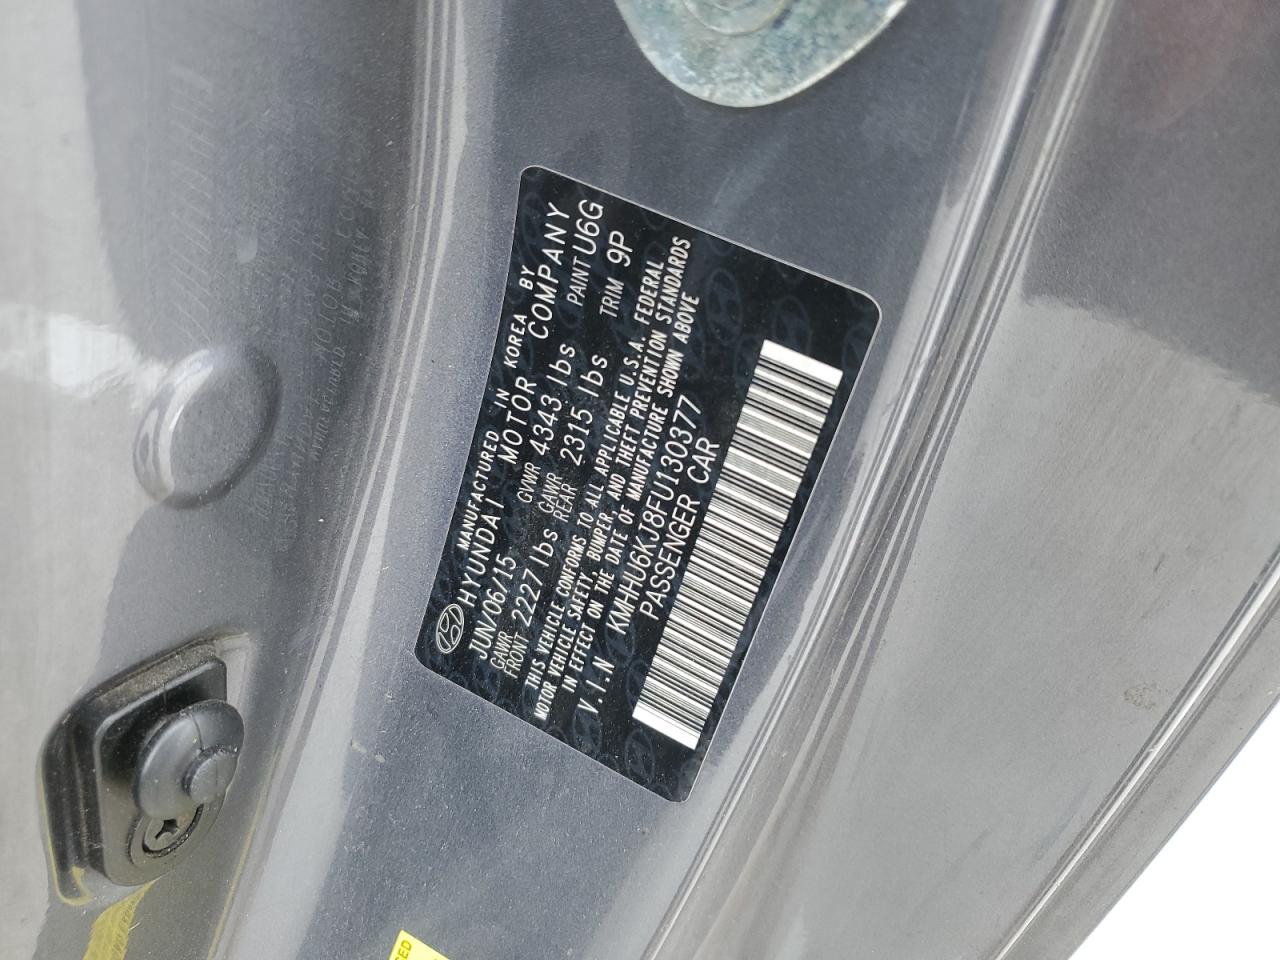 MANUFACTURED IN KOREA BY
HYUNDAI MOTOR COMPANY
JUN/06/15 GVWR 4343 lbs PAINT U6G
GAWR FRONT 2227 lbs GAWR REAR 2315 lbs TRIM 9P
THIS VEHICLE CONFORMS TO ALL APPLICABLE U.S.A. FEDERAL
MOTOR VEHICLE SAFETY, BUMPER, AND THEFT PREVENTION STANDARDS
IN EFFECT ON THE DATE OF MANUFACTURE SHOWN ABOVE
V.I.N KMHHU6KJ8FU130377
PASSENGER CAR